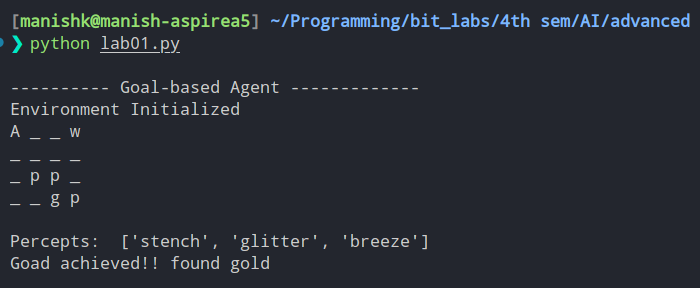 [manishk@manish-aspirea5] ~/Programming/bit_labs/4th sem/AI/advanced
❯ python lab01.py
---------- Goal-based Agent -------------
Environment Initialized
A _ _ w
_ _ _ _
_ p p _
_ _ g p
Percepts:  ['stench', 'glitter', 'breeze']
Goad achieved!! found gold